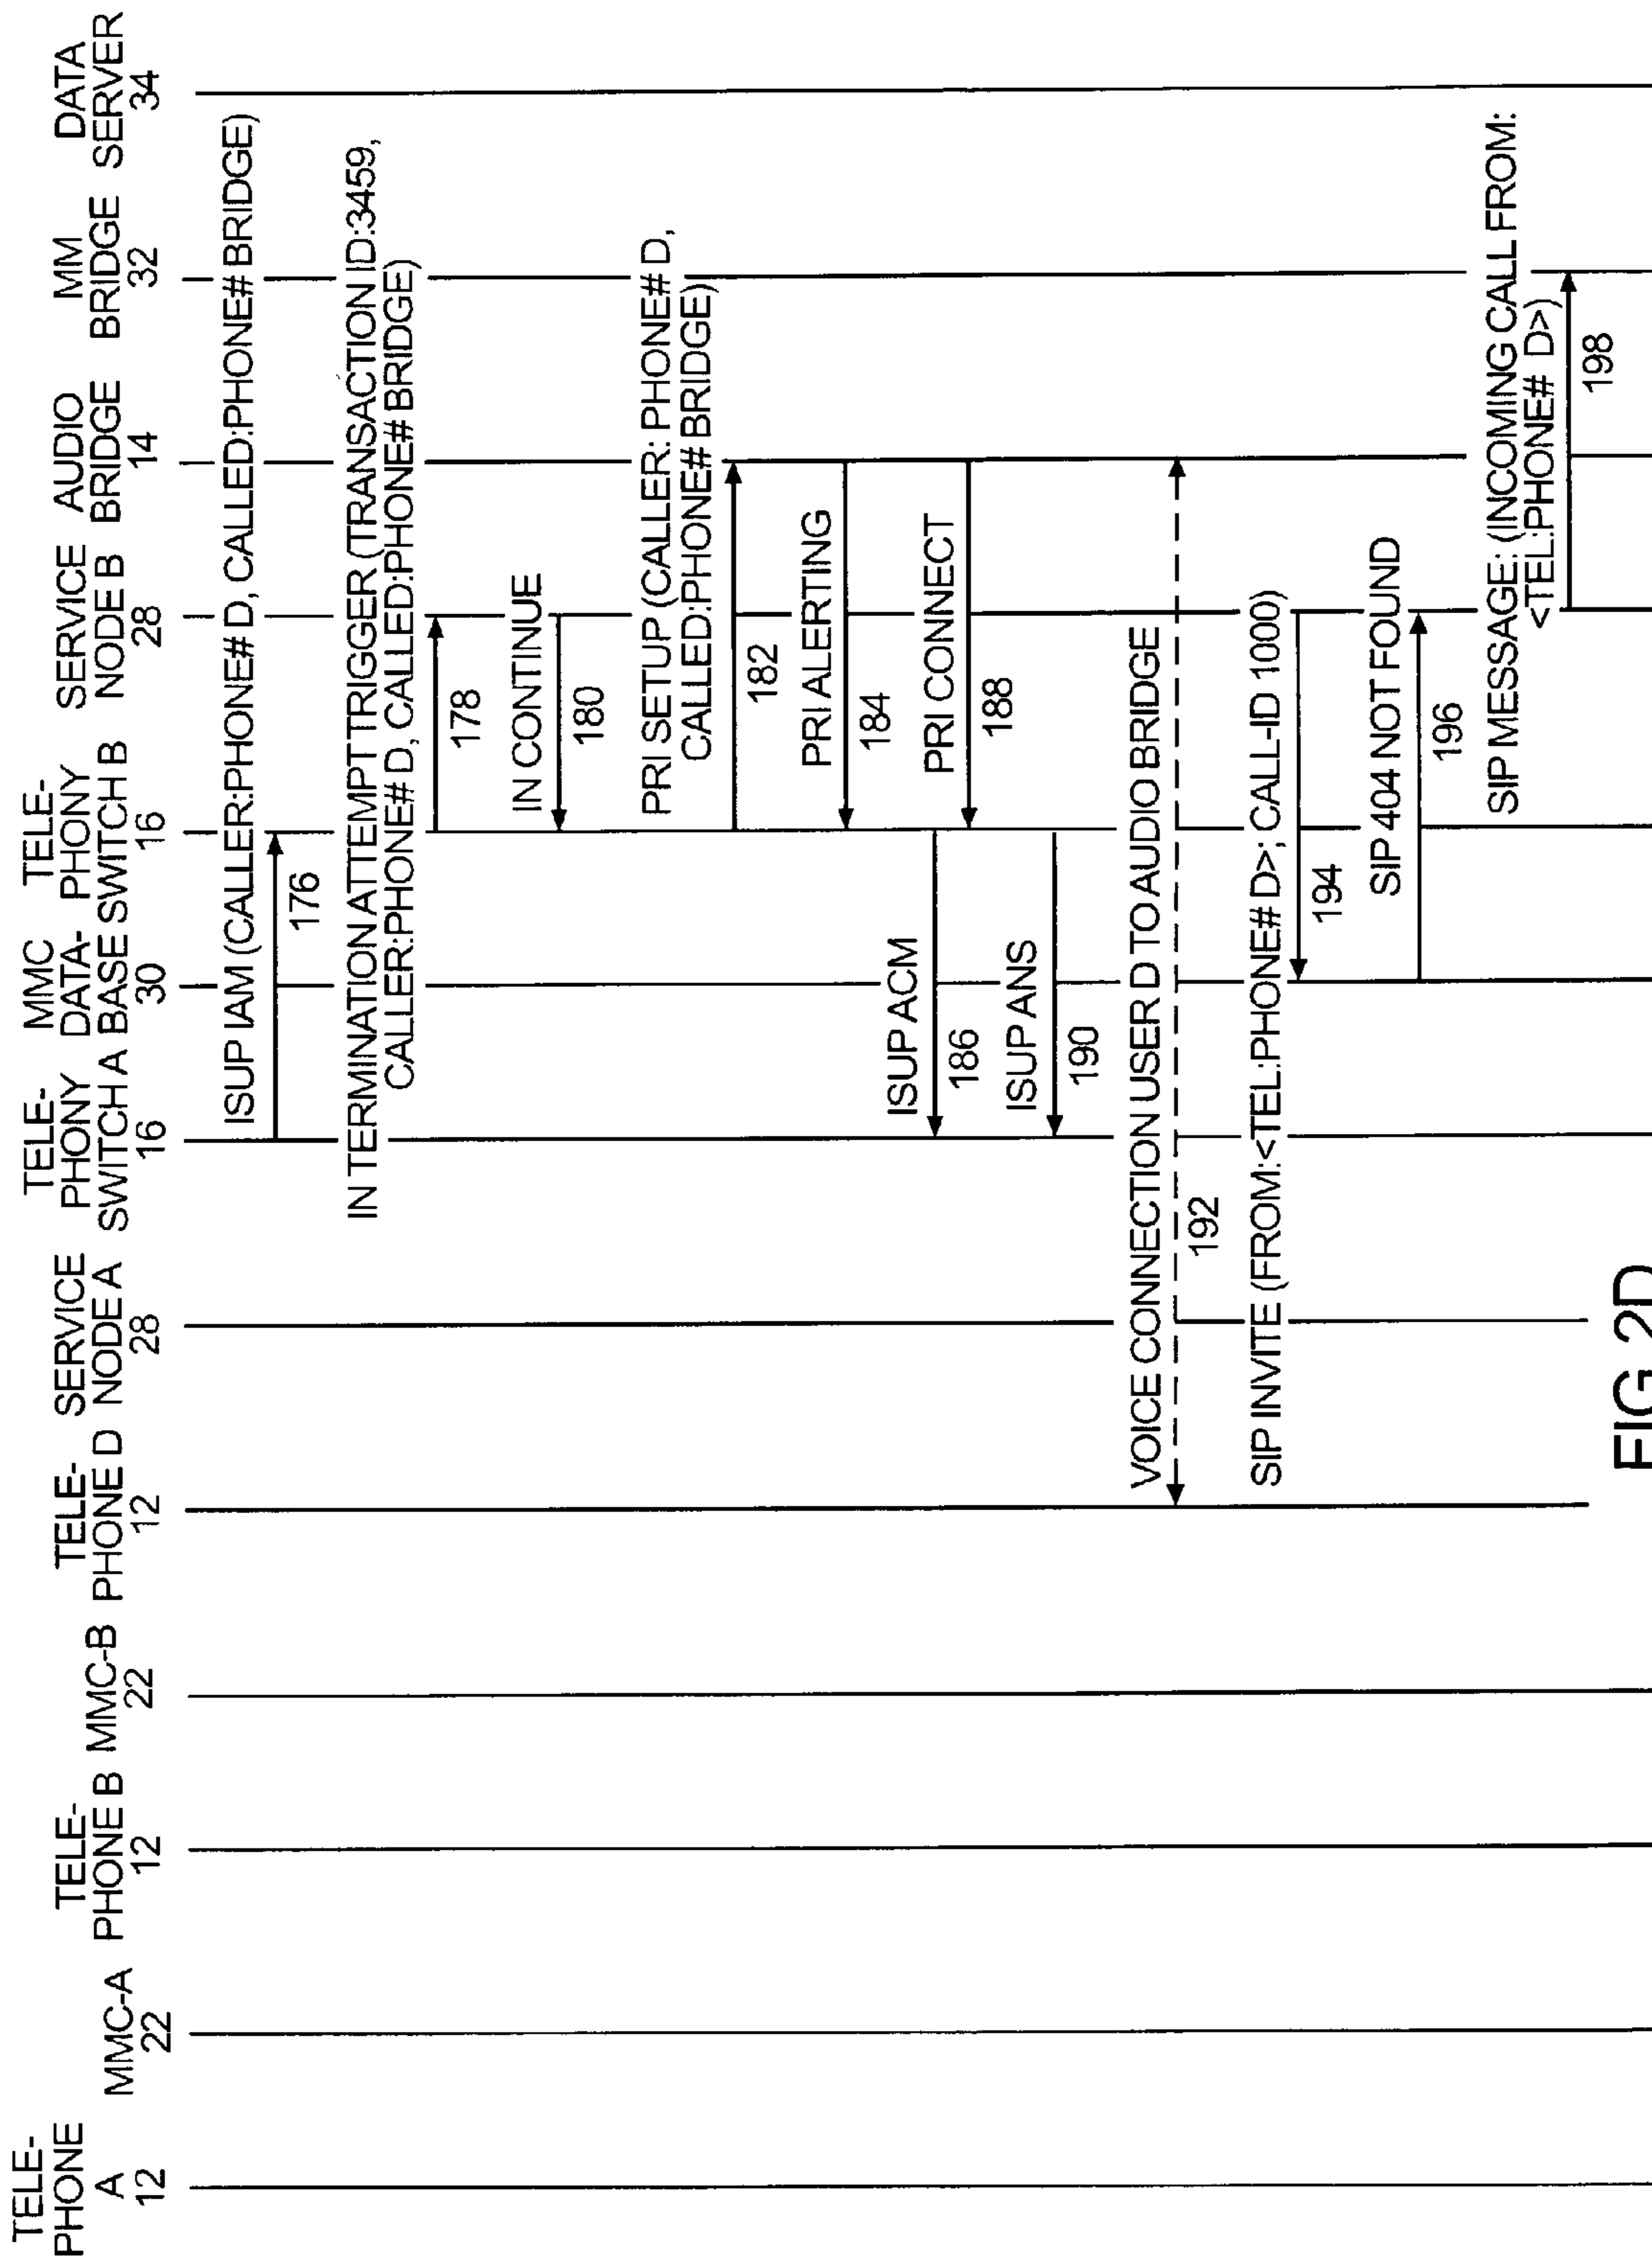 TELE-
PHONE
A
12
MMC-A
22
TELE-
PHONE B
12
MMC-B
22
TELE-
PHONE D
12
SERVICE
NODE A
28
TELE-
PHONY
SWITCH A
16
MMC
DATA-
BASE
30
TELE-
PHONY
SWITCH B
16
SERVICE
NODE B
28
AUDIO
BRIDGE
14
MM
BRIDGE
32
DATA
SERVER
34
ISUP IAM (CALLER:PHONE# D, CALLED:PHONE# BRIDGE)
176
IN TERMINATION ATTEMPT TRIGGER (TRANSACTION ID:3459,
CALLER:PHONE# D, CALLED:PHONE# BRIDGE)
178
IN CONTINUE
180
PRI SETUP (CALLER: PHONE# D,
CALLED:PHONE# BRIDGE)
182
PRI ALERTING
184
ISUP ACM
186
PRI CONNECT
188
ISUP ANS
190
VOICE CONNECTION USER D TO AUDIO BRIDGE
192
SIP INVITE (FROM:<TEL:PHONE# D>; CALL-ID 1000)
194
SIP 404 NOT FOUND
196
SIP MESSAGE: (INCOMING CALL FROM:
<TEL:PHONE# D>)
198
FIG.2D